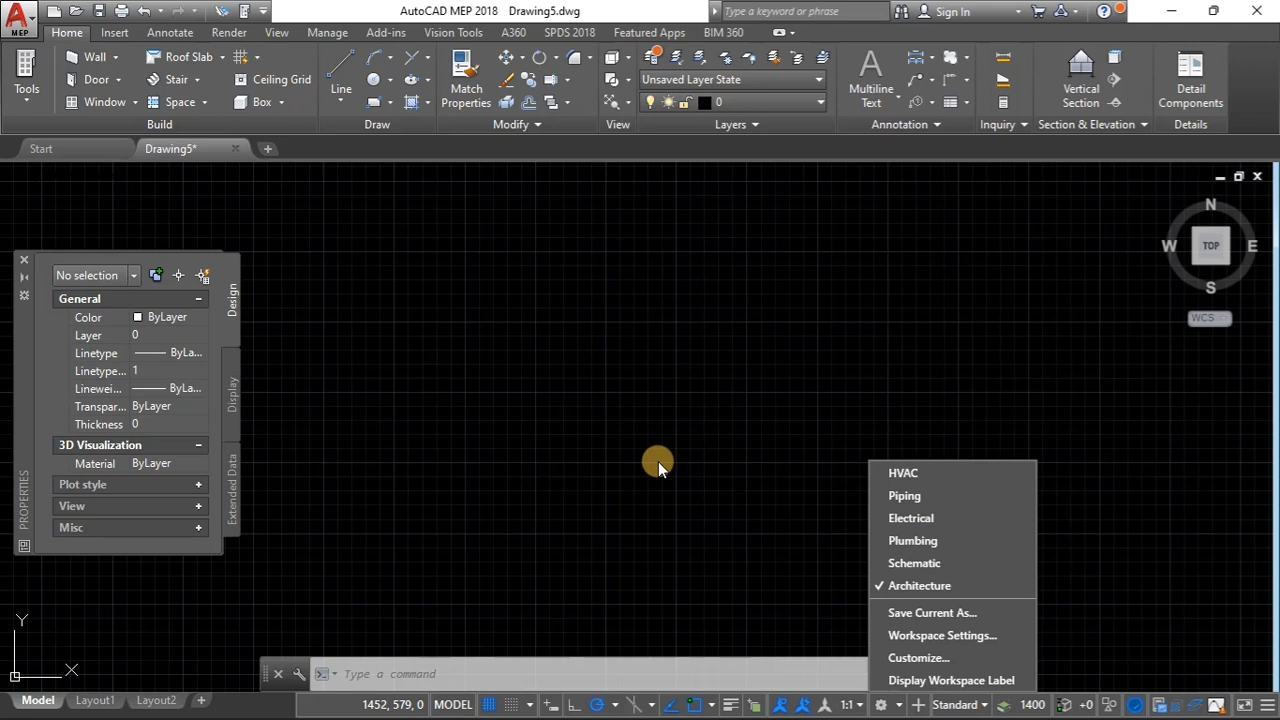 AutoCAD MEP 2018 Drawing5.dwg
Type a keyword or phrase
Sign In
MEP
Home Insert Annotate Render View Manage Add-ins Vision Tools A360 SPDS 2018 Featured Apps BIM 360
Tools
Wall Roof Slab
Door Stair Ceiling Grid
Window Space Box
Build
Line
Draw
Match
Properties
Modify
View
Unsaved Layer State
0
Layers
Multiline
Text
Annotation
Inquiry
Vertical
Section
Section & Elevation
Detail
Components
Details
Start Drawing5*
N
W TOP E
S
WCS
No selection
General
Color ByLayer
Layer 0
Linetype ByLa...
Linetype... 1
Linewei... ByLa...
Transpar... ByLayer
Thickness 0
3D Visualization
Material ByLayer
Plot style
View
Misc
PROPERTIES
Design
Display
Extended Data
HVAC
Piping
Electrical
Plumbing
Schematic
Architecture
Save Current As...
Workspace Settings...
Customize...
Display Workspace Label
Y
X
Type a command
Model Layout1 Layout2
1452, 579, 0 MODEL 1:1 Standard 1400 +0